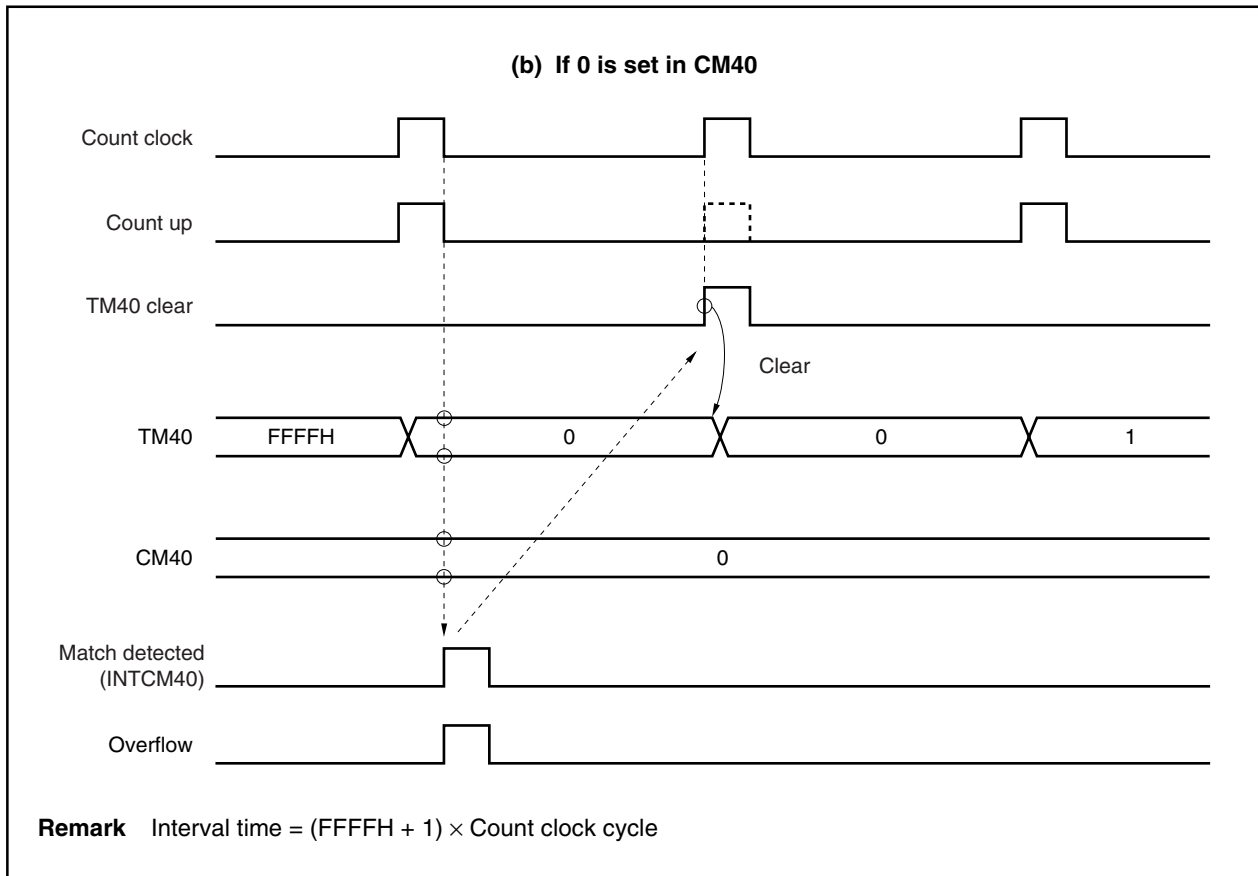 (b) If 0 is set in CM40
Count clock
Count up
TM40 clear
Clear
TM40
FFFFH
0
0
1
CM40
0
Match detected
(INTCM40)
Overflow
Remark Interval time = (FFFFH + 1) × Count clock cycle